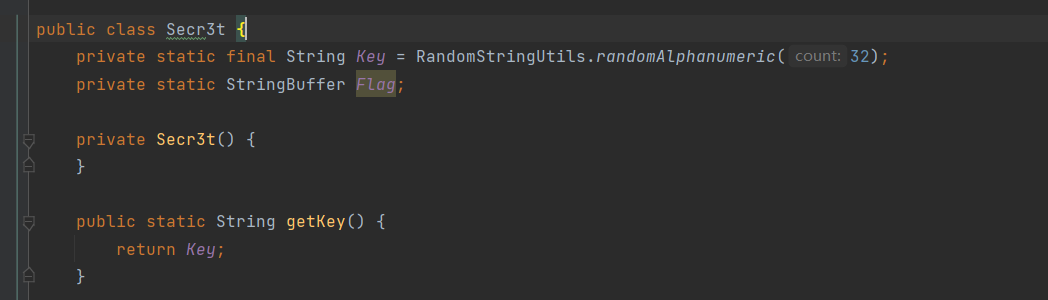 public class Secr3t {
    private static final String Key = RandomStringUtils.randomAlphanumeric( count: 32);
    private static StringBuffer Flag;
    private Secr3t() {
    }
    public static String getKey() {
        return Key;
    }